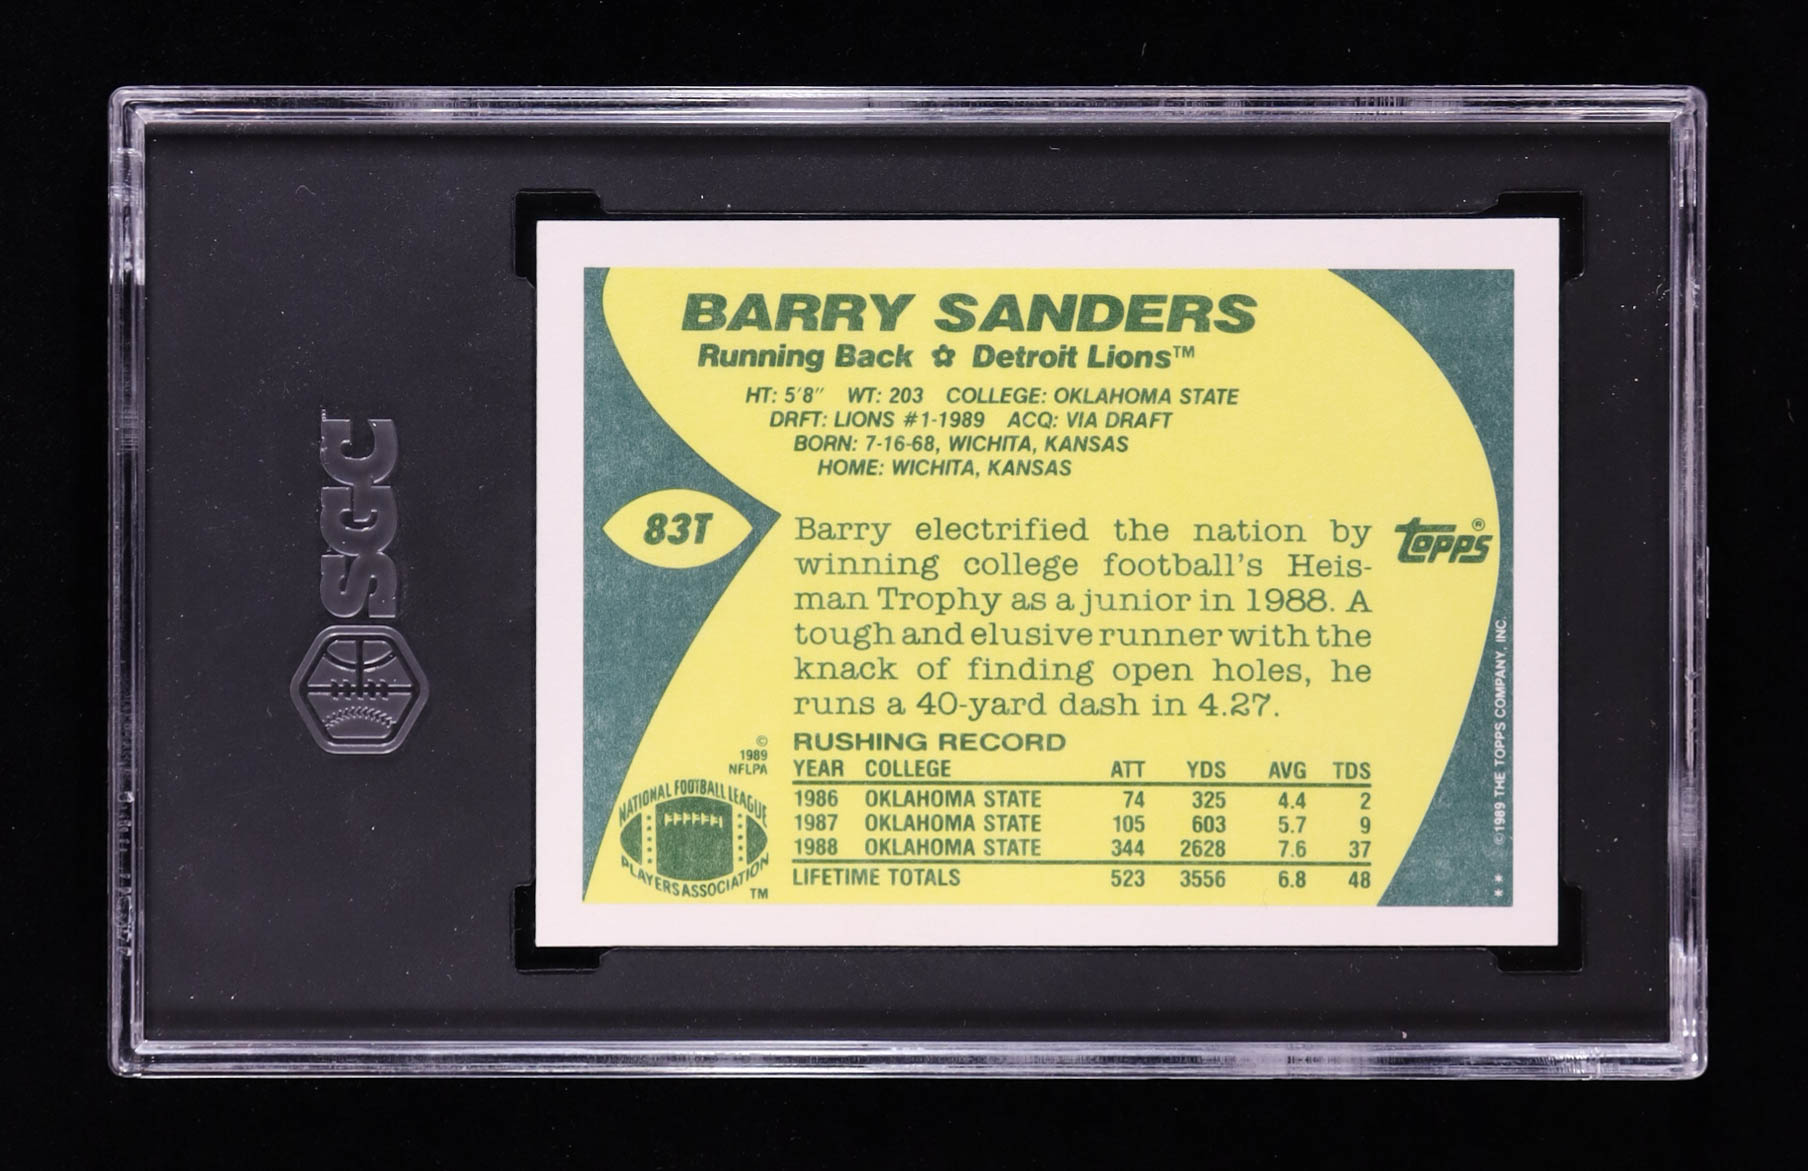 SGC
BARRY SANDERS
Running Back ✿ Detroit Lions™
HT: 5'8" WT: 203 COLLEGE: OKLAHOMA STATE
DRFT: LIONS #1-1989 ACQ: VIA DRAFT
BORN: 7-16-68, WICHITA, KANSAS
HOME: WICHITA, KANSAS
83T
Barry electrified the nation by
winning college football's Heis-
man Trophy as a junior in 1988. A
tough and elusive runner with the
knack of finding open holes, he
runs a 40-yard dash in 4.27.
topps®
RUSHING RECORD
YEAR COLLEGE ATT YDS AVG TDS
1986 OKLAHOMA STATE 74 325 4.4 2
1987 OKLAHOMA STATE 105 603 5.7 9
1988 OKLAHOMA STATE 344 2628 7.6 37
LIFETIME TOTALS 523 3556 6.8 48
©
1989
NFLPA
NATIONAL FOOTBALL LEAGUE
PLAYERS ASSOCIATION
TM
* * ©1989 THE TOPPS COMPANY, INC.